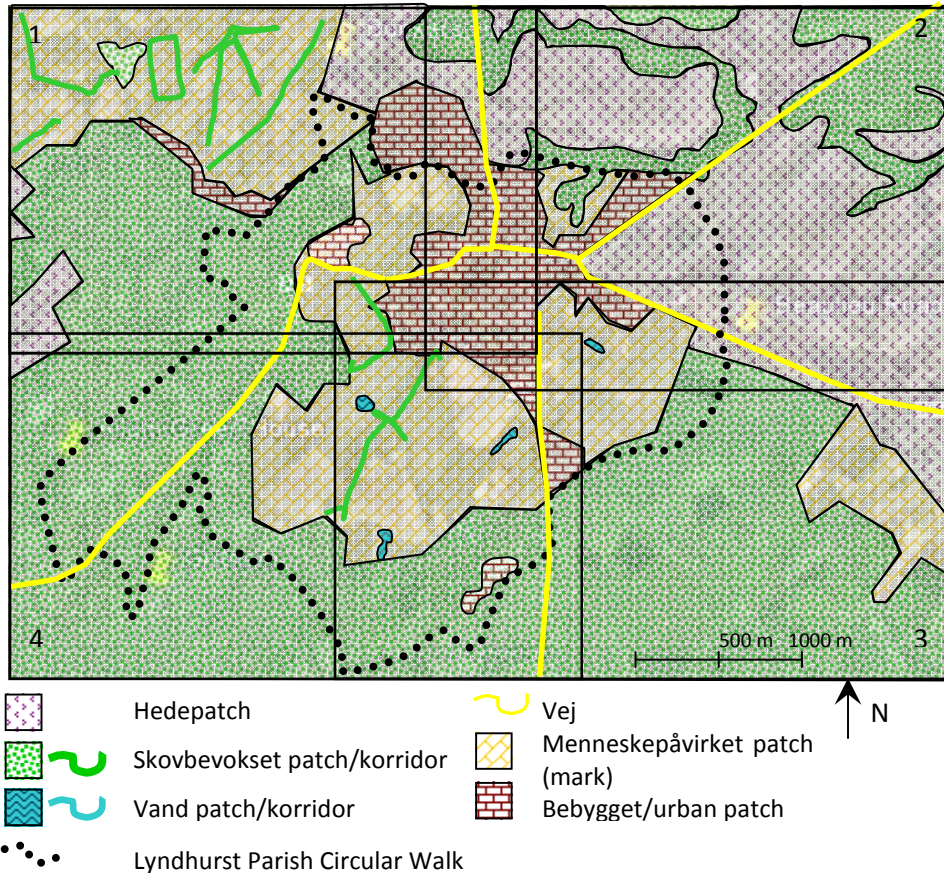 1
2
4
3
500 m 1000 m
N
Hedepatch
Vej
Skovbevokset patch/korridor
Menneskepåvirket patch
(mark)
Vand patch/korridor
Bebygget/urban patch
Lyndhurst Parish Circular Walk